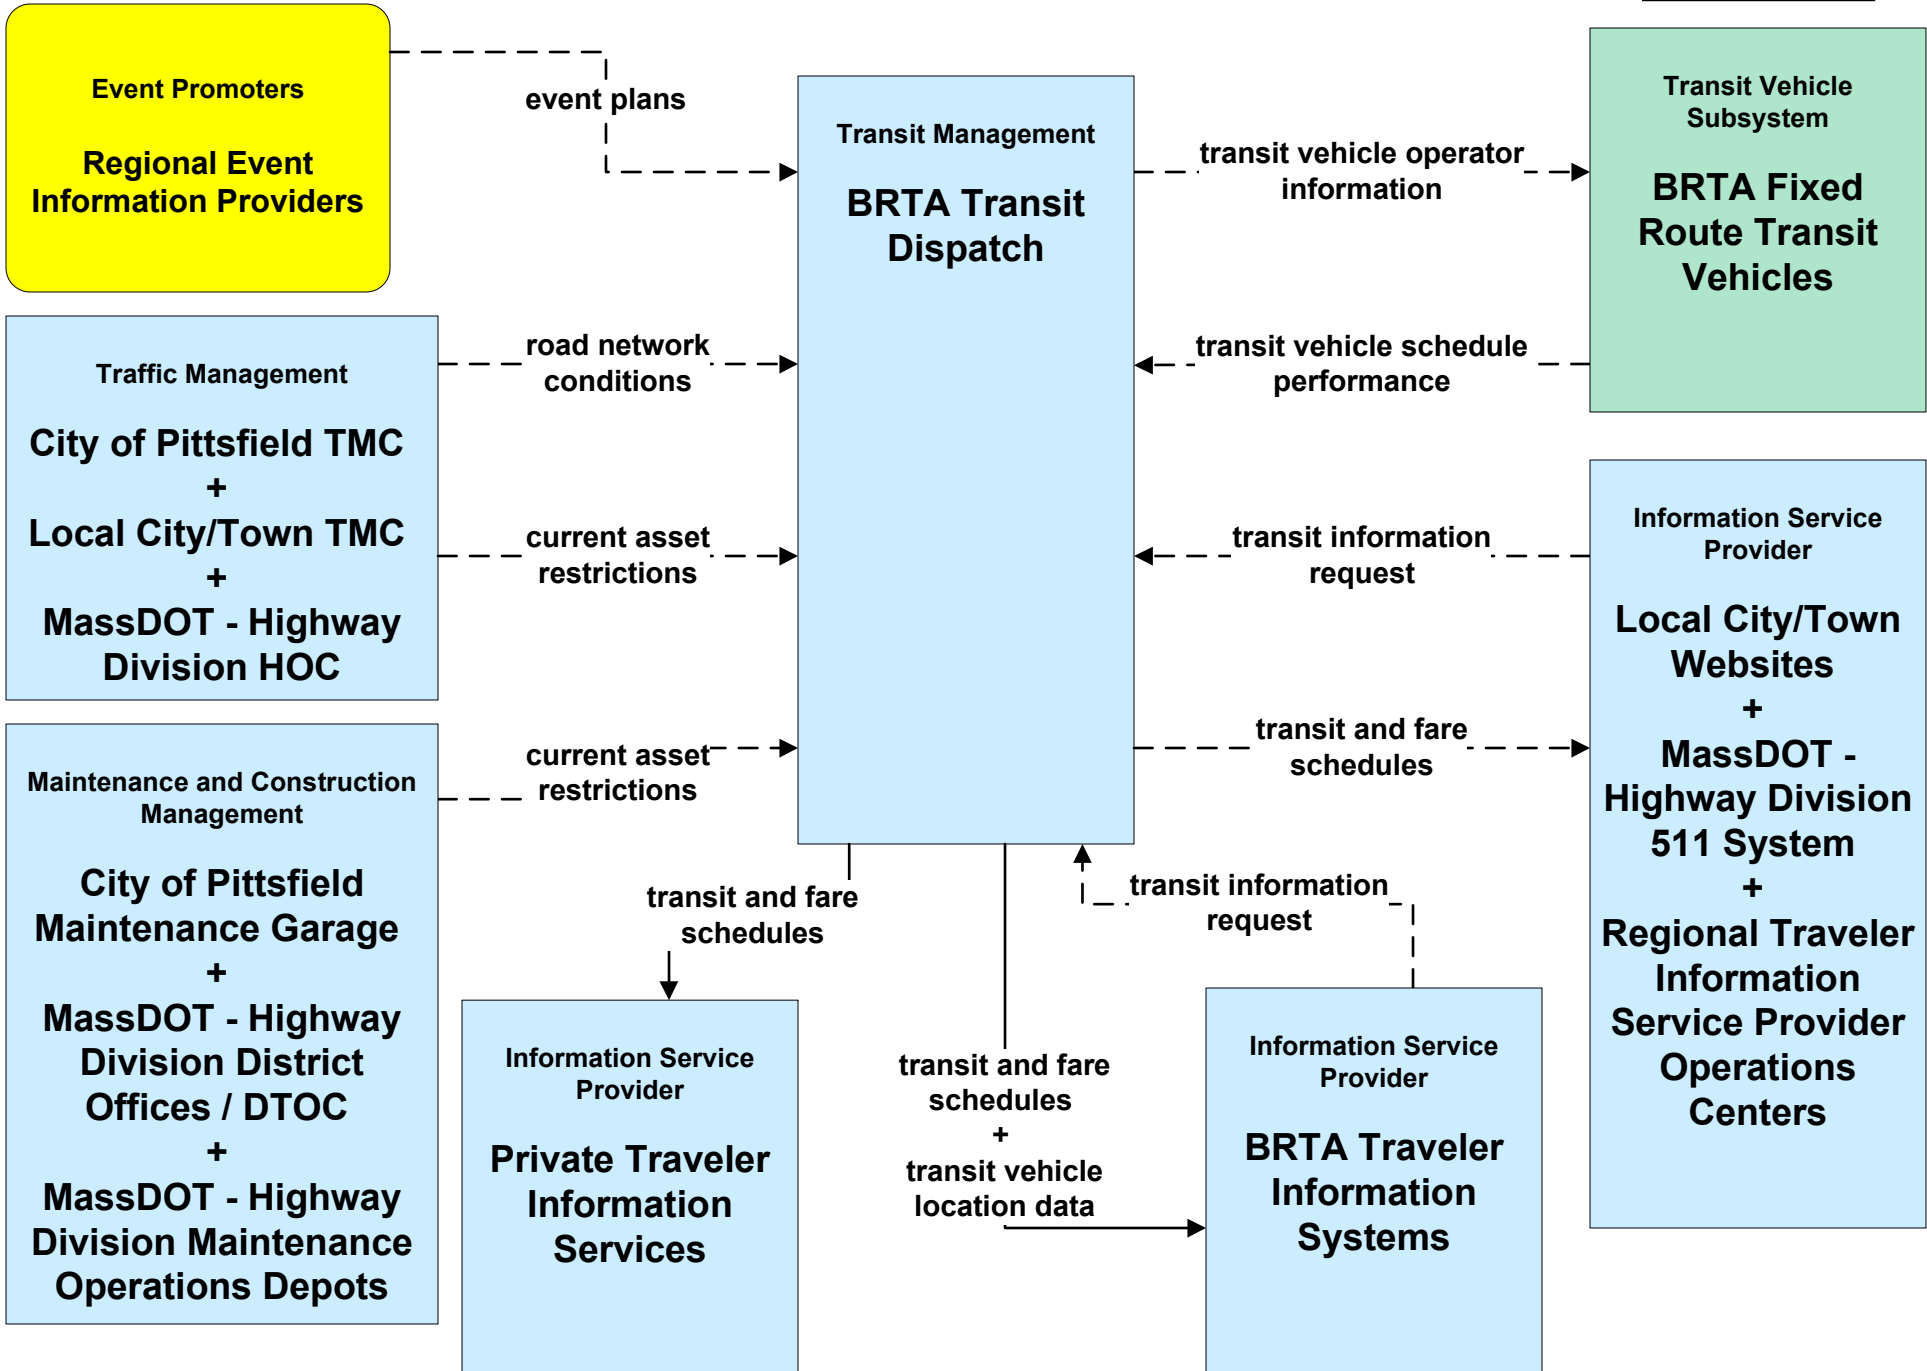 Event Promoters
Regional Event
Information Providers
event plans
Transit Management
BRTA Transit
Dispatch
transit vehicle operator
information
Transit Vehicle
Subsystem
BRTA Fixed
Route Transit
Vehicles
Traffic Management
City of Pittsfield TMC
+
Local City/Town TMC
+
MassDOT - Highway
Division HOC
road network
conditions
current asset
restrictions
transit vehicle schedule
performance
transit information
request
transit and fare
schedules
Information Service
Provider
Local City/Town
Websites
+
MassDOT -
Highway Division
511 System
+
Regional Traveler
Information
Service Provider
Operations
Centers
Maintenance and Construction
Management
City of Pittsfield
Maintenance Garage
+
MassDOT - Highway
Division District
Offices / DTOC
+
MassDOT - Highway
Division Maintenance
Operations Depots
current asset
restrictions
transit and fare
schedules
Information Service
Provider
Private Traveler
Information
Services
transit and fare
schedules
+
transit vehicle
location data
transit information
request
Information Service
Provider
BRTA Traveler
Information
Systems